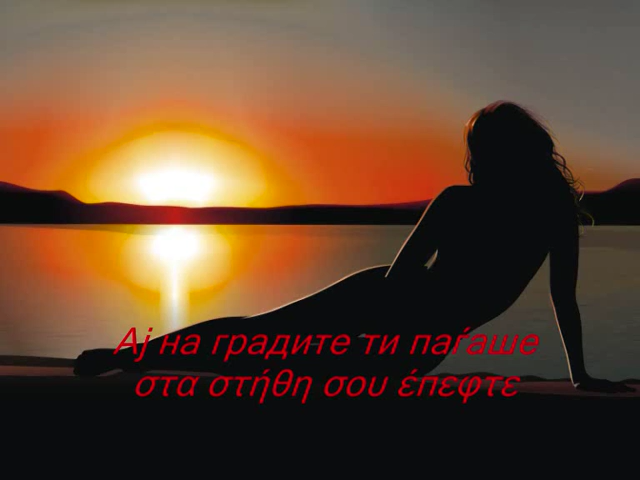 Ај на градите ти паѓаше
στα στήθη σου έπεφτε